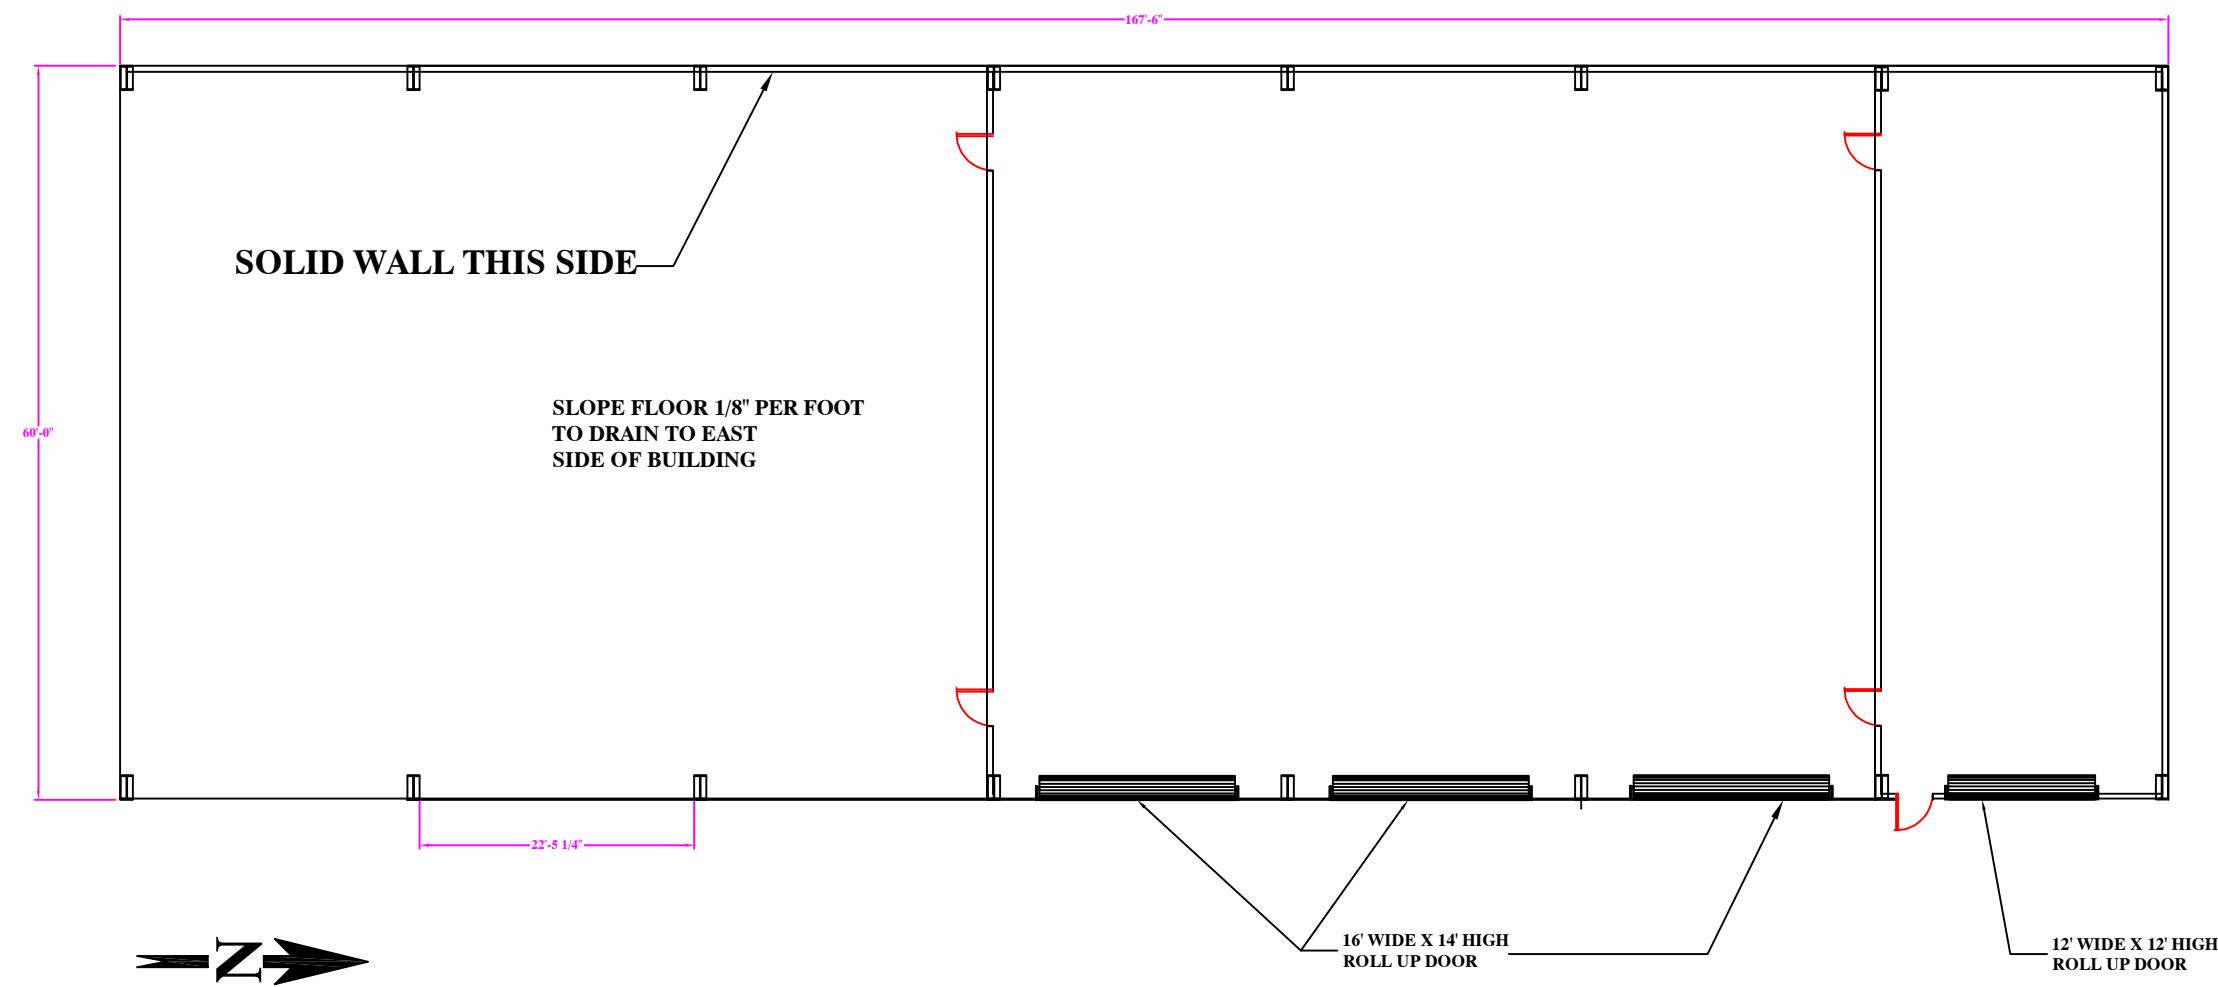 167'-6"
SOLID WALL THIS SIDE
SLOPE FLOOR 1/8" PER FOOT
TO DRAIN TO EAST
SIDE OF BUILDING
60'-0"
22'-5 1/4"
N
16' WIDE X 14' HIGH
ROLL UP DOOR
12' WIDE X 12' HIGH
ROLL UP DOOR